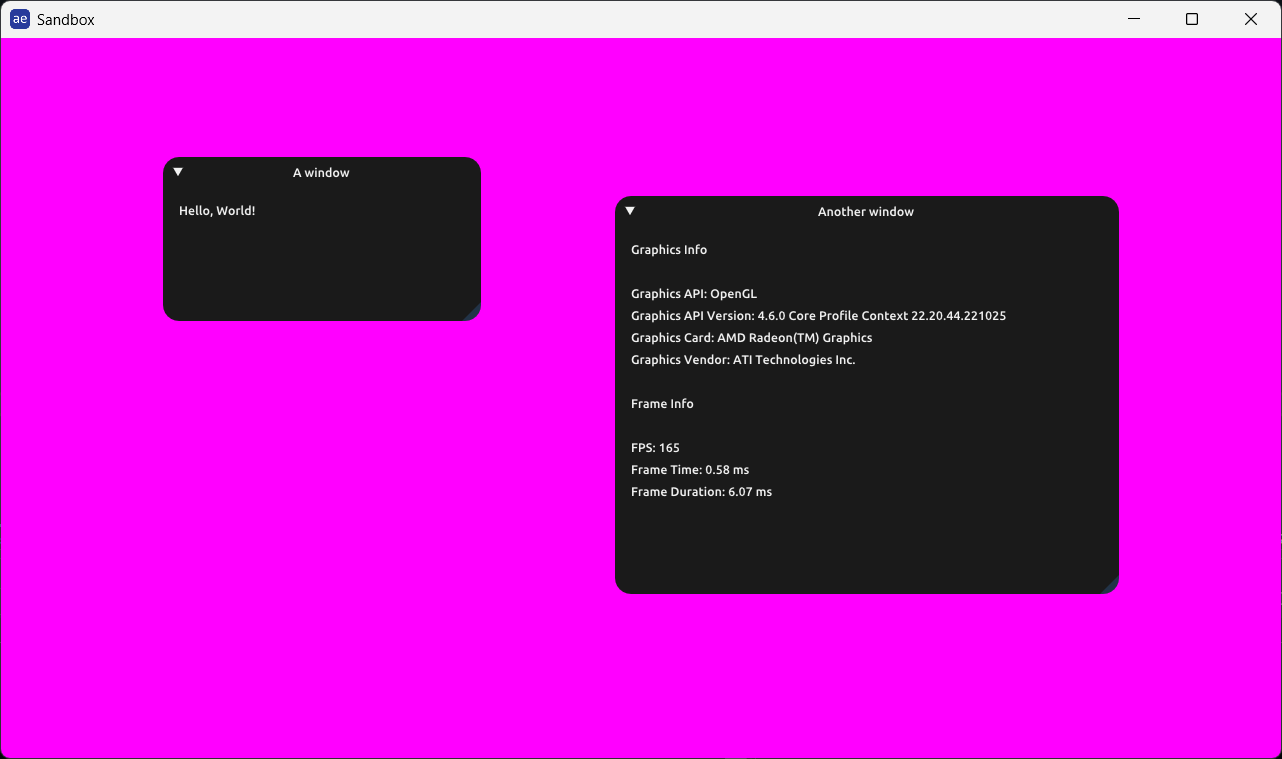 ae Sandbox
A window
Hello, World!
Another window
Graphics Info
Graphics API: OpenGL
Graphics API Version: 4.6.0 Core Profile Context 22.20.44.221025
Graphics Card: AMD Radeon(TM) Graphics
Graphics Vendor: ATI Technologies Inc.
Frame Info
FPS: 165
Frame Time: 0.58 ms
Frame Duration: 6.07 ms